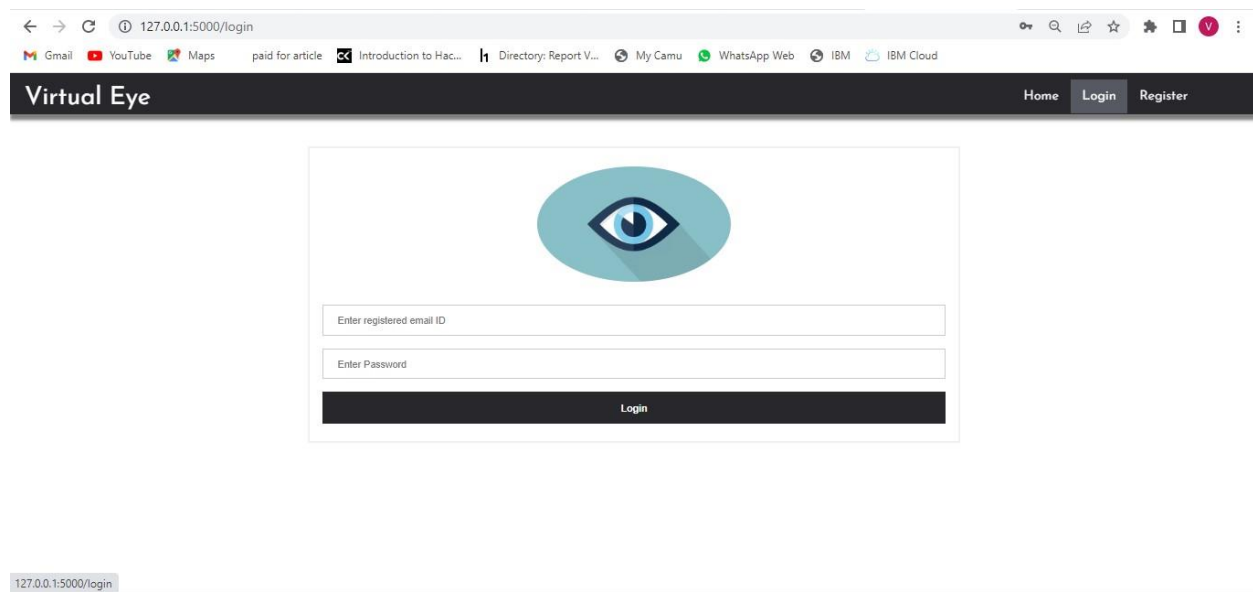 127.0.0.1:5000/login
V
Gmail YouTube Maps paid for article Introduction to Hac... Directory: Report V... My Camu WhatsApp Web IBM IBM Cloud
Virtual Eye Home Login Register
Enter registered email ID
Enter Password
Login
127.0.0.1:5000/login